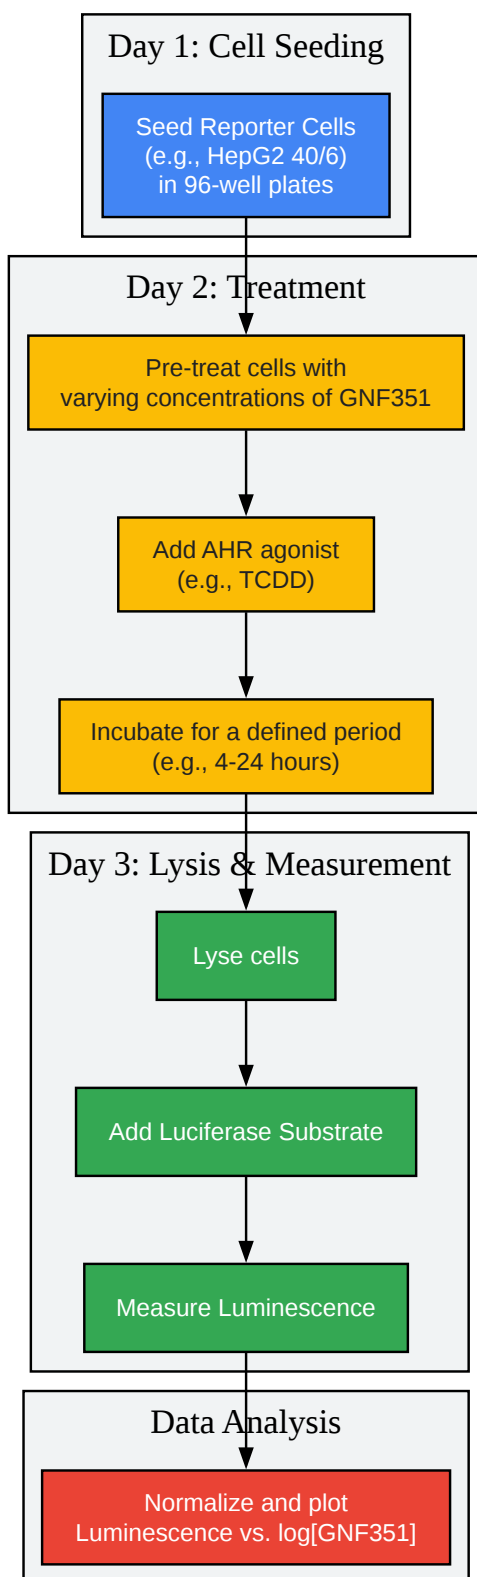 Day 1: Cell Seeding
Seed Reporter Cells
(e.g., HepG2 40/6)
in 96-well plates
Day 2: Treatment
Pre-treat cells with
varying concentrations of GNF351
Add AHR agonist
(e.g., TCDD)
Incubate for a defined period
(e.g., 4-24 hours)
Day 3: Lysis & Measurement
Lyse cells
Add Luciferase Substrate
Measure Luminescence
Data Analysis
Normalize and plot
Luminescence vs. log[GNF351]